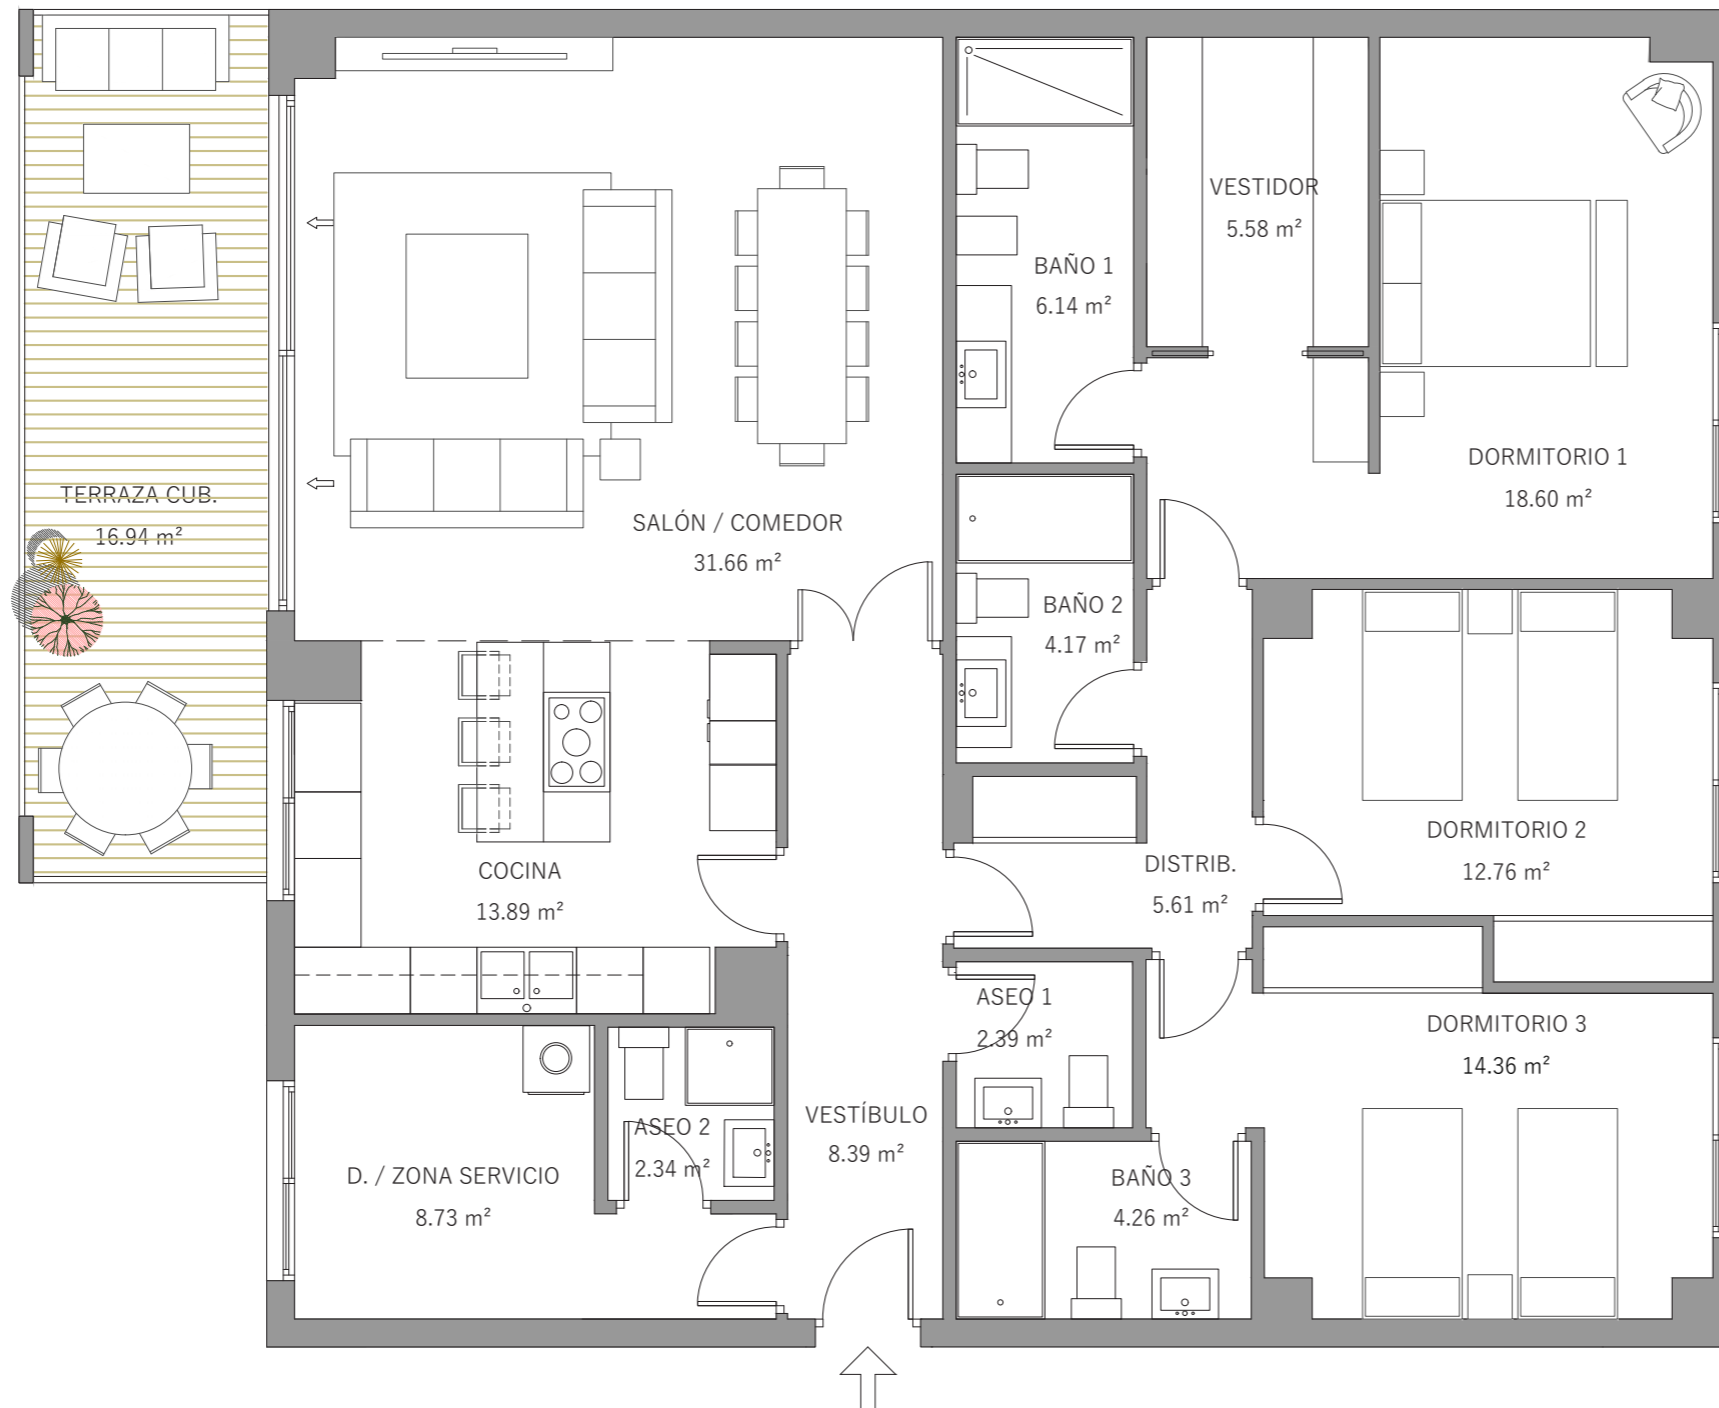 VESTIDOR
5.58 m²
BAÑO 1
6.14 m²
DORMITORIO 1
18.60 m²
TERRAZA CUB.
16.94 m²
SALÓN / COMEDOR
31.66 m²
BAÑO 2
4.17 m²
DORMITORIO 2
12.76 m²
COCINA
13.89 m²
DISTRIB.
5.61 m²
ASEO 1
2.39 m²
DORMITORIO 3
14.36 m²
VESTÍBULO
8.39 m²
ASEO 2
2.34 m²
D. / ZONA SERVICIO
8.73 m²
BAÑO 3
4.26 m²